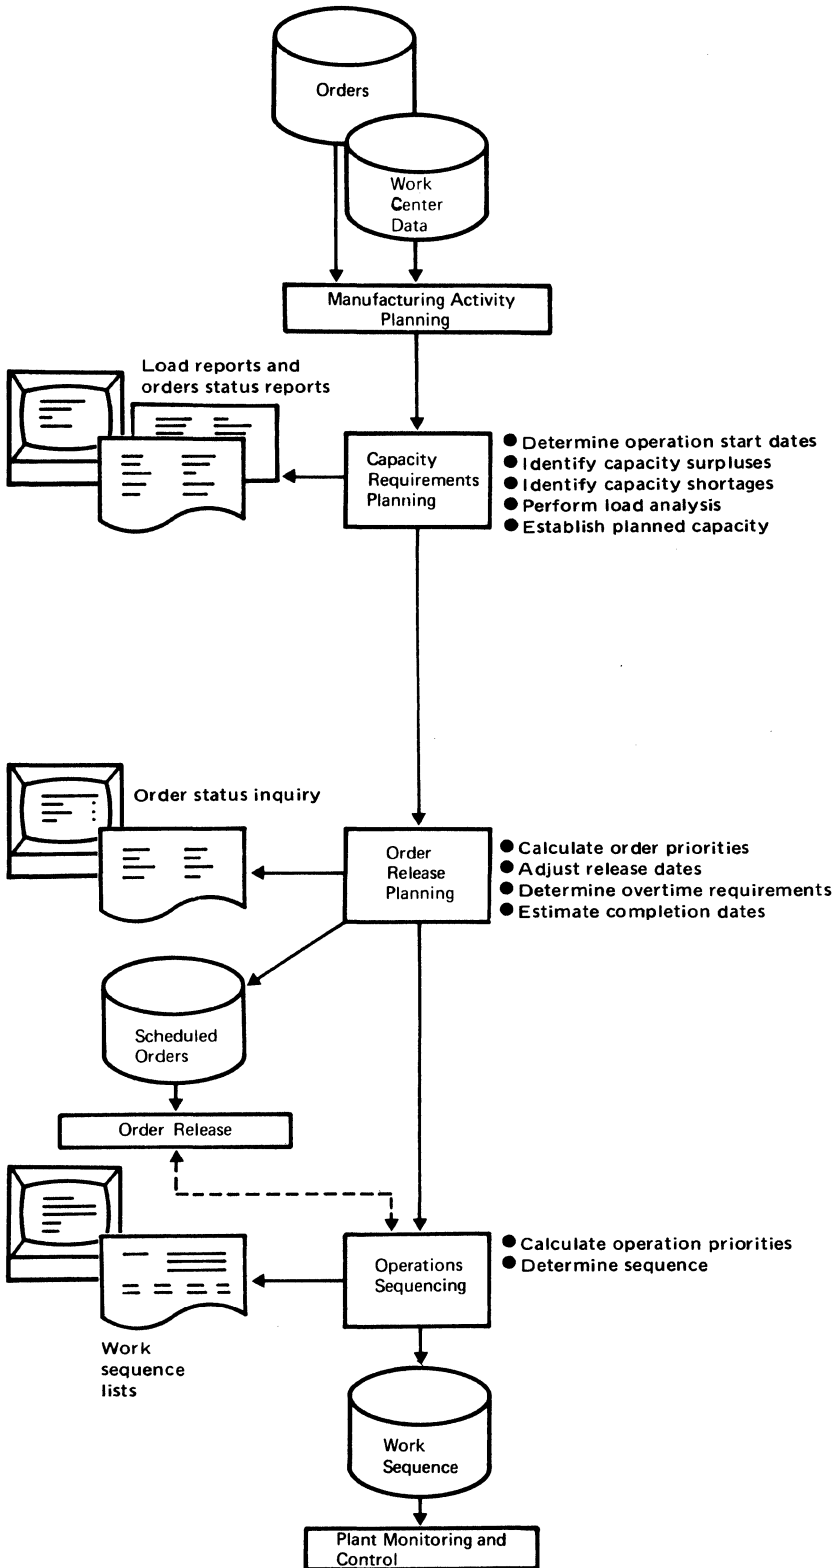 Orders
Work
Center
Data
Manufacturing Activity
Planning
Load reports and
orders status reports
Capacity
Requirements
Planning
● Determine operation start dates
● Identify capacity surpluses
● Identify capacity shortages
● Perform load analysis
● Establish planned capacity
Order status inquiry
Order
Release
Planning
● Calculate order priorities
● Adjust release dates
● Determine overtime requirements
● Estimate completion dates
Scheduled
Orders
Order Release
Operations
Sequencing
● Calculate operation priorities
● Determine sequence
Work
sequence
lists
Work
Sequence
Plant Monitoring and
Control